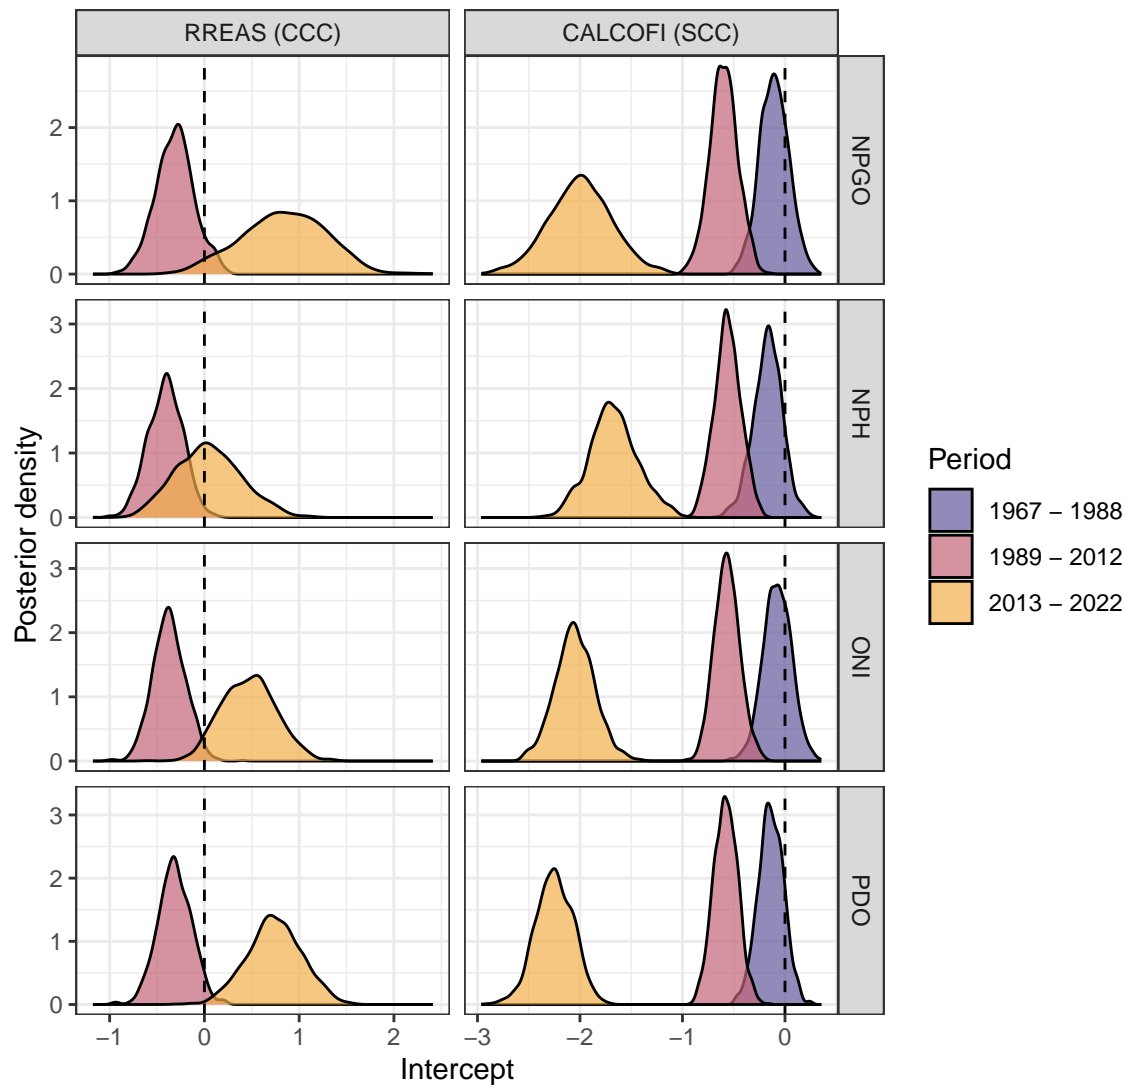 RREAS (CCC)
CALCOFI (SCC)
NPGO
2
1
0
NPH
3
2
1
0
ONI
3
2
1
0
PDO
3
2
1
0
−1 0 1 2
−3 −2 −1 0
Posterior density
Intercept
Period
1967 − 1988
1989 − 2012
2013 − 2022